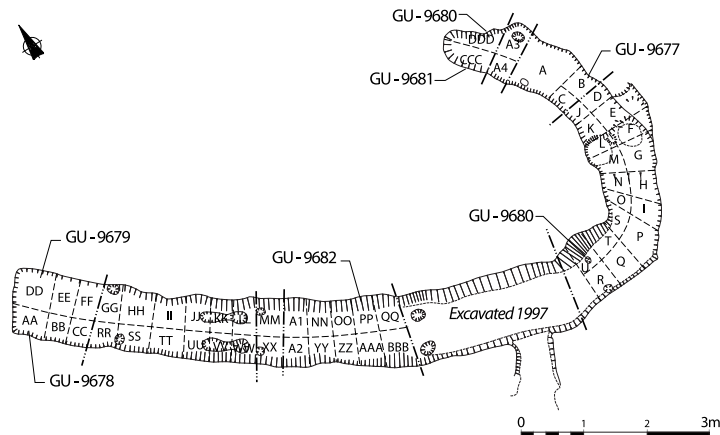 GU-9680
DDD A3
GU-9677
CCC A4 A B
GU-9681
C D
J E
K F
L
M G
N H
O I
S
GU-9680
T P
U Q
R
GU-9679
GU-9682
DD EE FF GG HH II JJ KK MM A1 NN OO PP QQ
Excavated 1997
AA BB CC RR SS TT UU VV XX A2 YY ZZ AAA BBB
GU-9678
0 1 2 3m